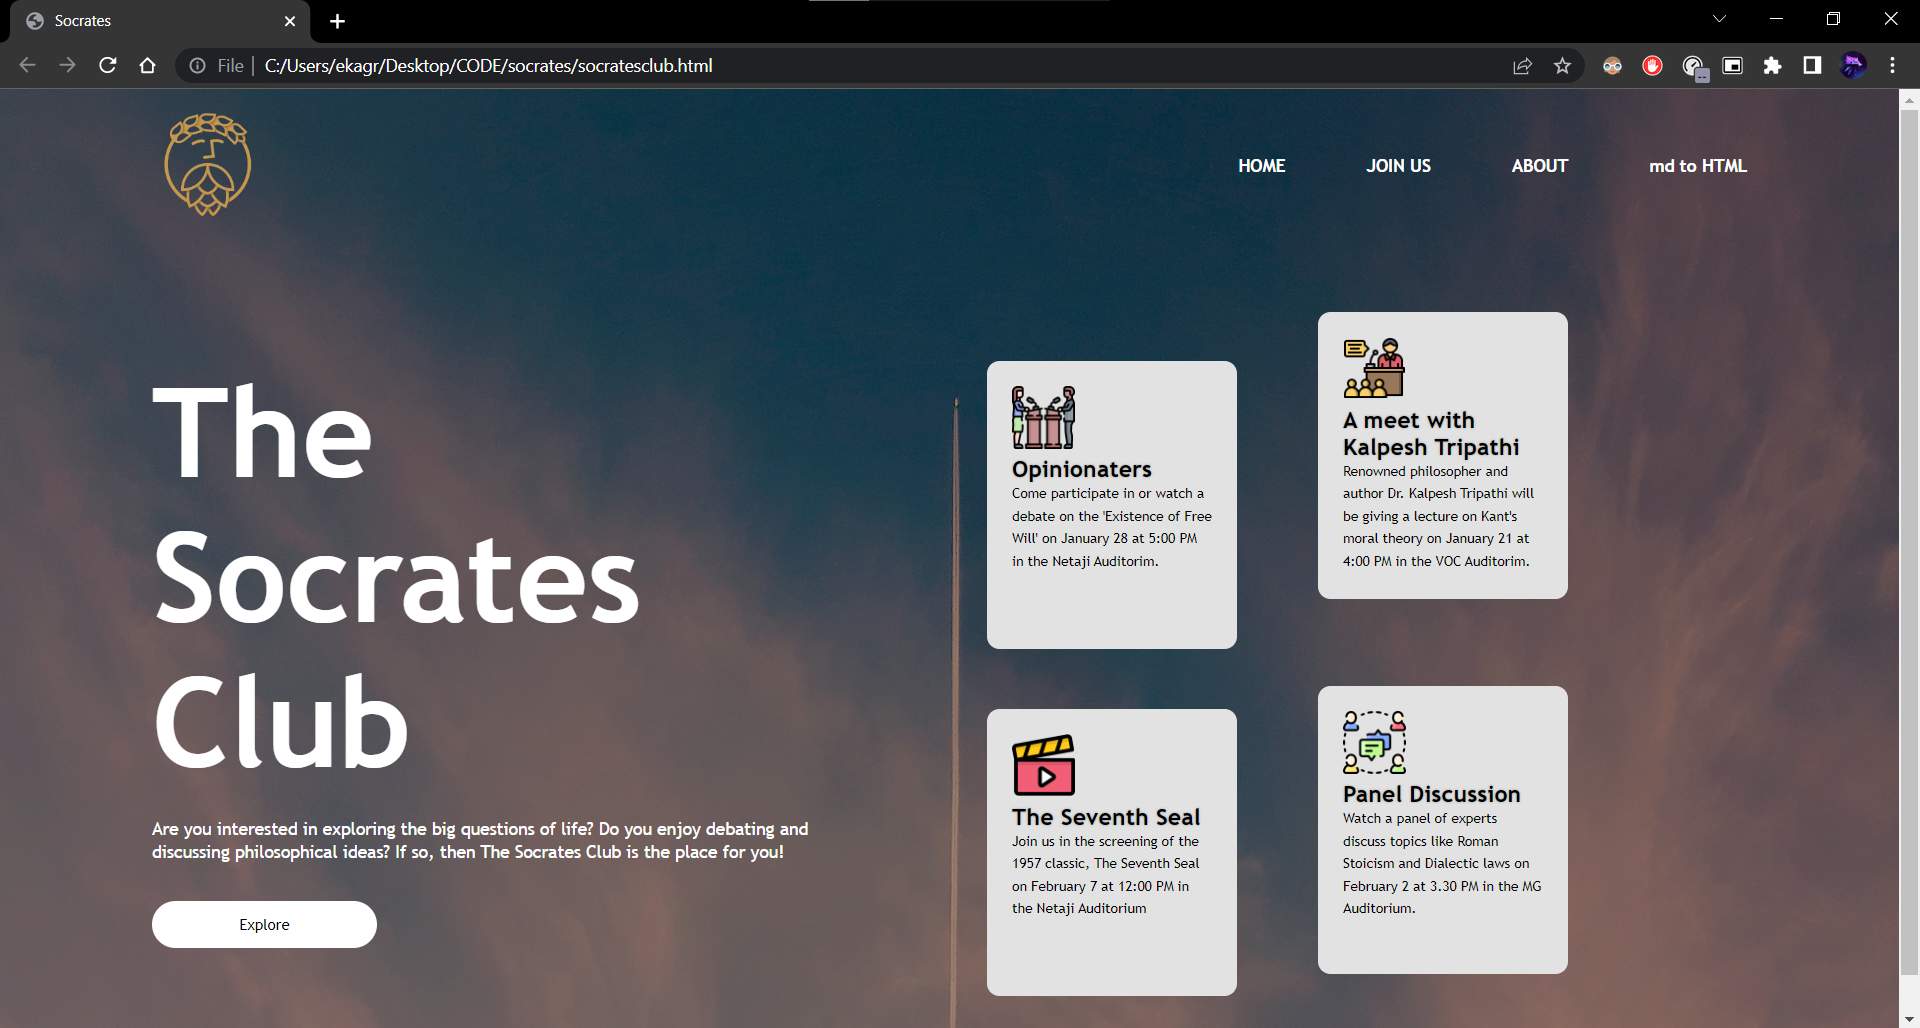 Socrates
File
C:/Users/ekagr/Desktop/CODE/socrates/socratesclub.html
HOME
JOIN US
ABOUT
md to HTML
The
Socrates
Club
Are you interested in exploring the big questions of life? Do you enjoy debating and
discussing philosophical ideas? If so, then The Socrates Club is the place for you!
Explore
Opinionaters
Come participate in or watch a
debate on the 'Existence of Free
Will' on January 28 at 5:00 PM
in the Netaji Auditorim.
A meet with
Kalpesh Tripathi
Renowned philosopher and
author Dr. Kalpesh Tripathi will
be giving a lecture on Kant's
moral theory on January 21 at
4:00 PM in the VOC Auditorim.
The Seventh Seal
Join us in the screening of the
1957 classic, The Seventh Seal
on February 7 at 12:00 PM in
the Netaji Auditorium
Panel Discussion
Watch a panel of experts
discuss topics like Roman
Stoicism and Dialectic laws on
February 2 at 3.30 PM in the MG
Auditorium.